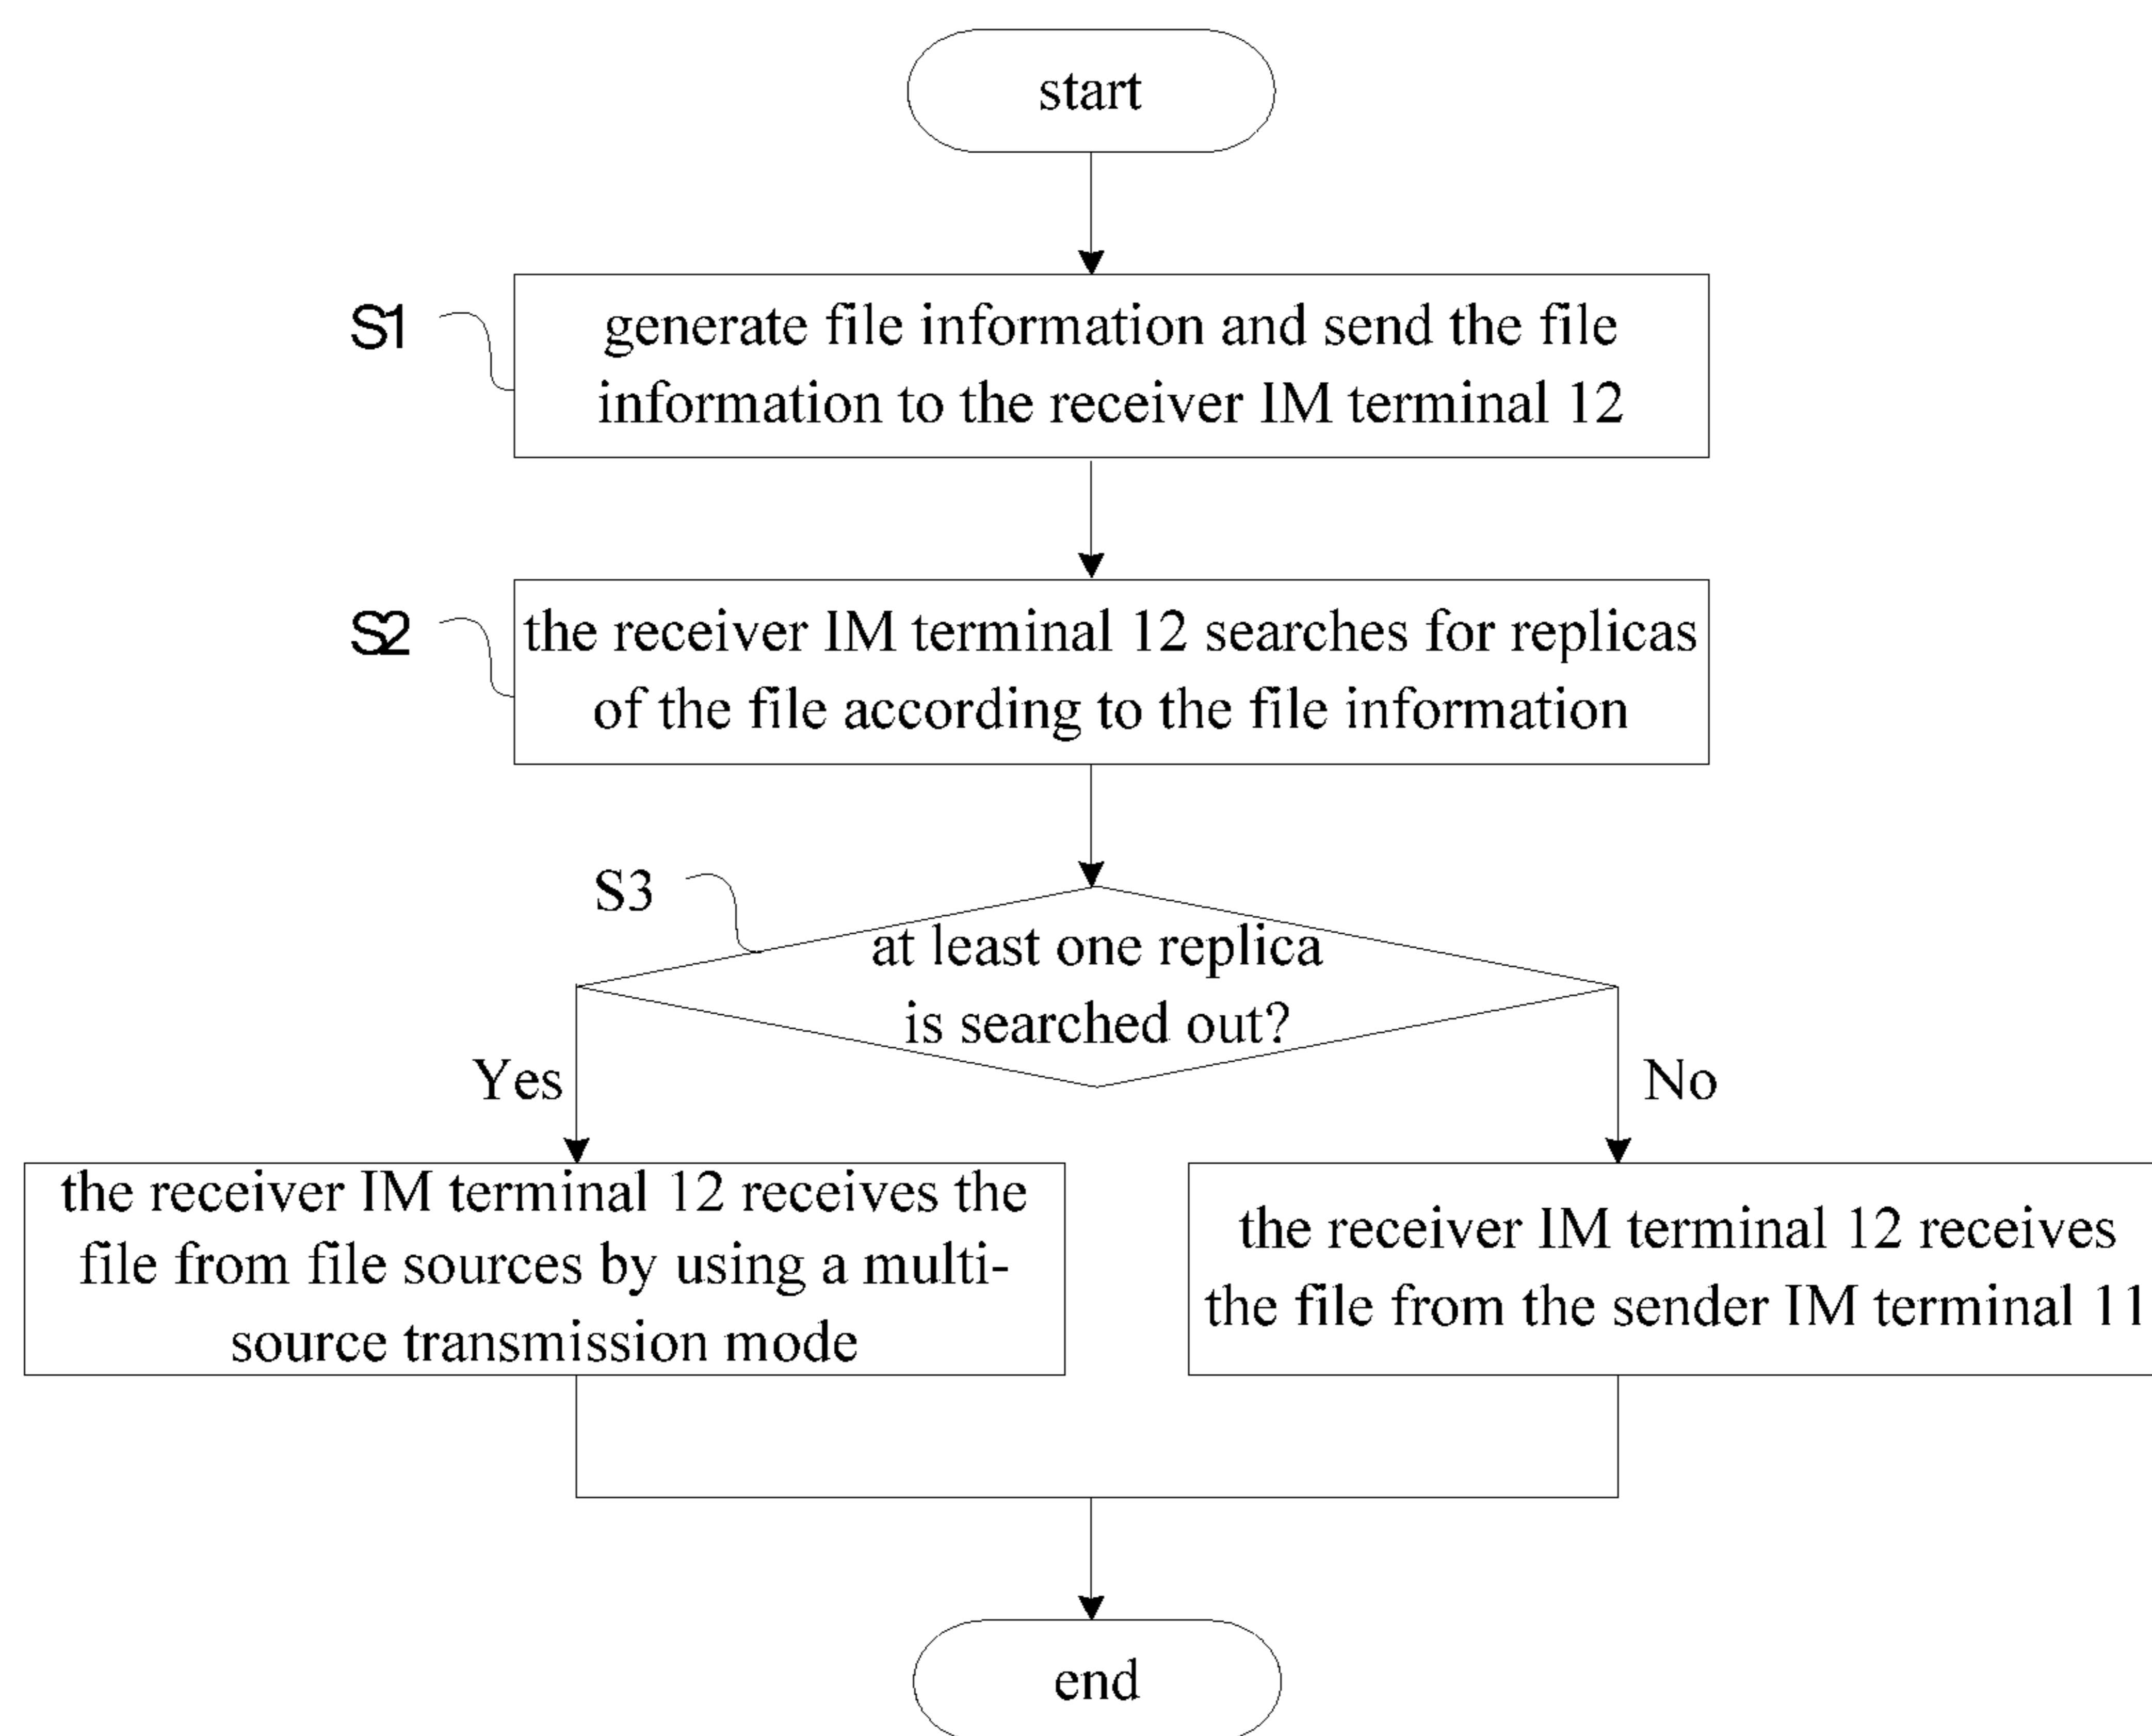 start
S1
generate file information and send the file
information to the receiver IM terminal 12
S2
the receiver IM terminal 12 searches for replicas
of the file according to the file information
S3
at least one replica
is searched out?
Yes
No
the receiver IM terminal 12 receives the
file from file sources by using a multi-
source transmission mode
the receiver IM terminal 12 receives
the file from the sender IM terminal 11
end